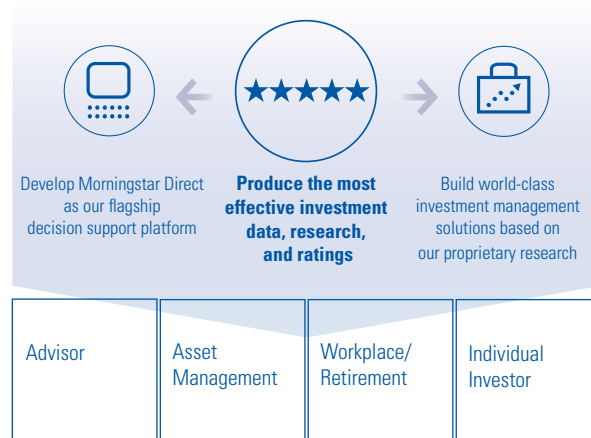 Develop Morningstar Direct
as our flagship
decision support platform
Produce the most
effective investment
data, research,
and ratings
Build world-class
investment management
solutions based on
our proprietary research
Advisor
Asset
Management
Workplace/
Retirement
Individual
Investor